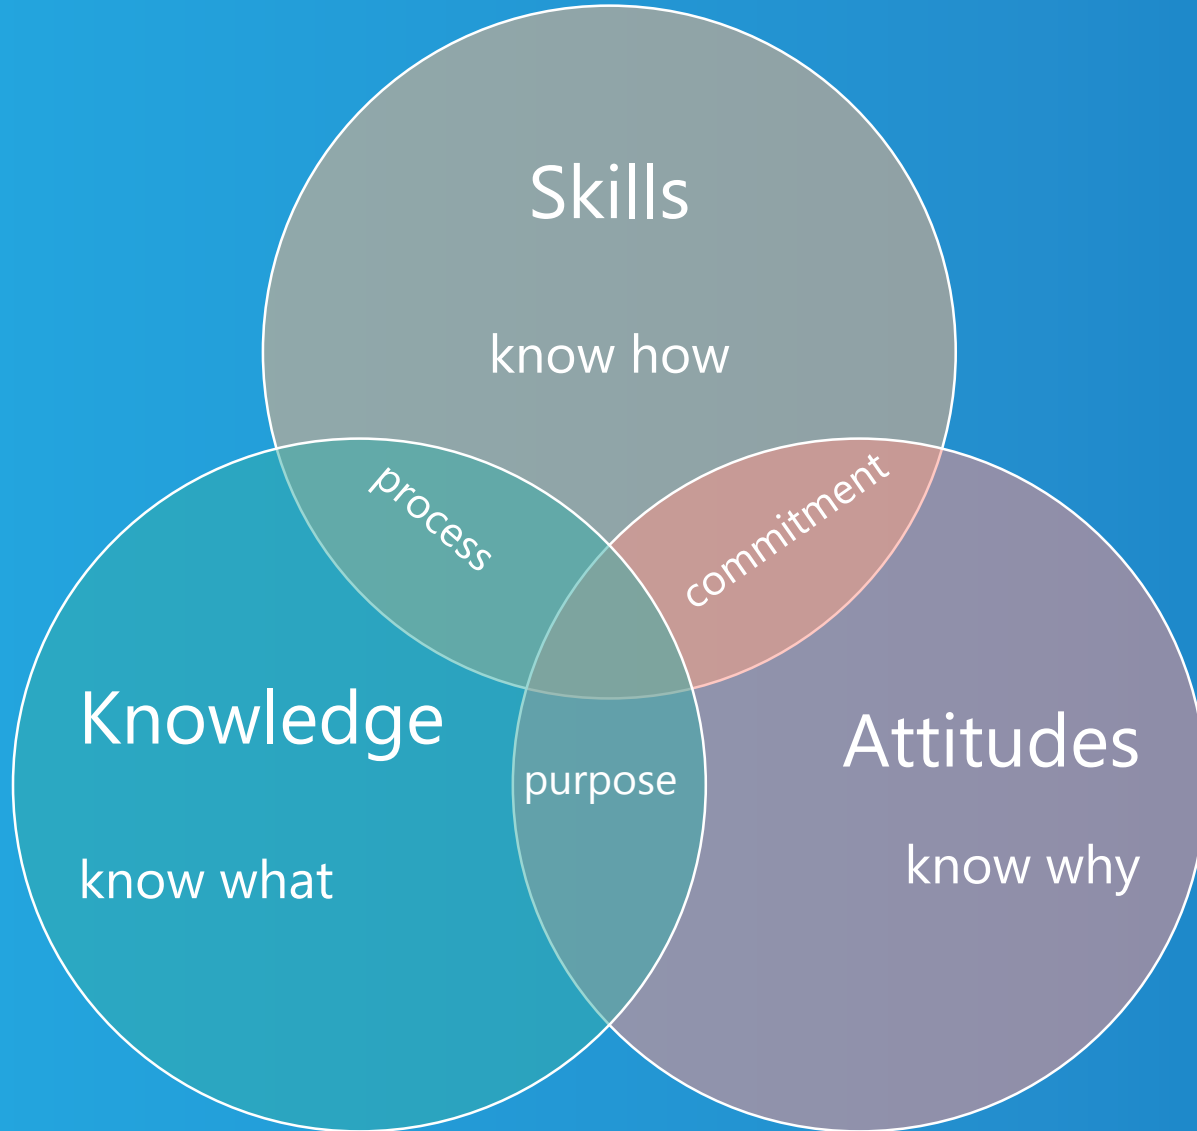 Skills
know how
process
commitment
Knowledge
Attitudes
purpose
know what
know why